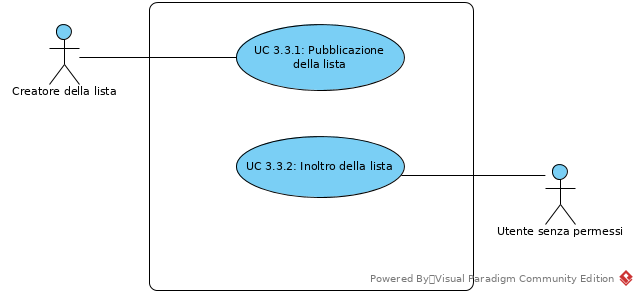 UC 3.3.1: Pubblicazione
della lista
Creatore della lista
UC 3.3.2: Inoltro della lista
Utente senza permessi
Powered By Visual Paradigm Community Edition